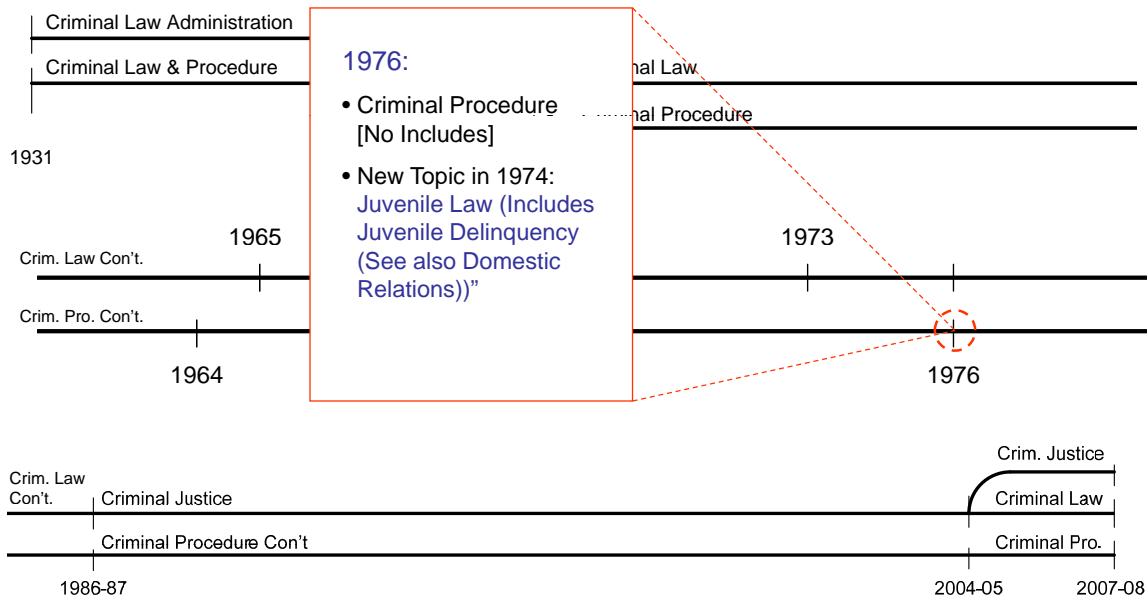 Criminal Law Administration
Criminal Law & Procedure
1931
1976:
• Criminal Procedure
[No Includes]
• New Topic in 1974:
Juvenile Law (Includes
Juvenile Delinquency
(See also Domestic
Relations))”
nal Law
Procedure
1965
1973
Crim. Law Con't.
Crim. Pro. Con't.
1964
1976
Crim. Law
Con't.
Criminal Justice
Crim. Justice
Criminal Law
Criminal Procedure Con't
Criminal Pro.
1986-87
2004-05
2007-08